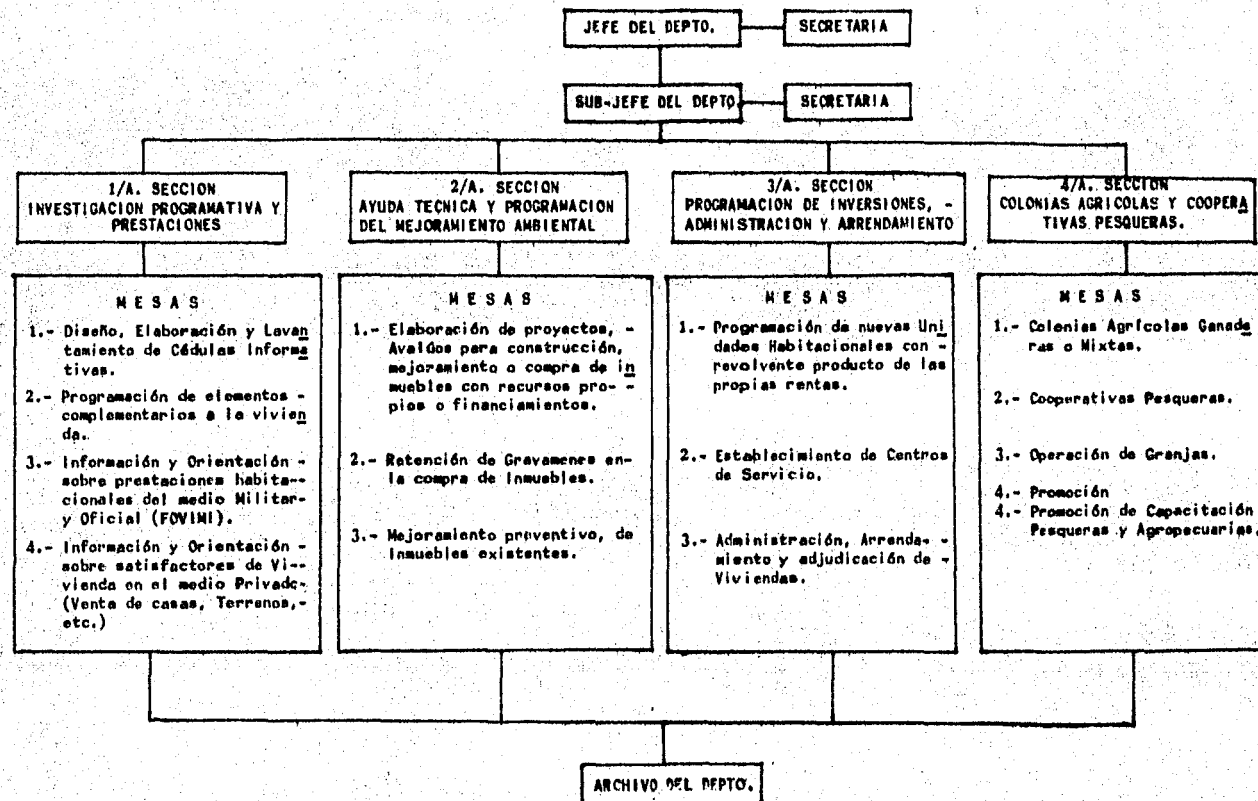 JEFE DEL DEPTO.
SECRETARIA
SUB-JEFE DEL DEPTO.
SECRETARIA
1/A. SECCION
INVESTIGACION PROGRAMATIVA Y
PRESTACIONES
2/A. SECCION
AYUDA TECNICA Y PROGRAMACION
DEL MEJORAMIENTO AMBIENTAL
3/A. SECCION
PROGRAMACION DE INVERSIONES, -
ADMINISTRACION Y ARRENDAMIENTO
4/A. SECCION
COLONIAS AGRICOLAS Y COOPERA
TIVAS PESQUERAS.
M E S A S
1.- Diseño, Elaboración y Levan
tamiento de Cédulas Informa
tivas.
2.- Programación de elementos -
complementarios a la vivien
da.
3.- Información y Orientación -
sobre prestaciones habita--
cionales del medio Militar-
y Oficial (FOVIMI).
4.- Información y Orientación -
sobre satisfactores de Vi--
vienda en el medio Privado-
(Venta de casas, Terrenos,-
etc.)
M E S A S
1.- Elaboración de proyectos, -
Avalúos para construcción,
mejoramiento o compra de in
muebles con recursos pro- -
pios o financiamientos.
2.- Retención de Gravamenes en-
la compra de Inmuebles.
3.- Mejoramiento preventivo, de
Inmuebles existentes.
M E S A S
1.- Programación de nuevas Uni
dades Habitacionales con -
revolvente producto de las
propias rentas.
2.- Establecimiento de Centros
de Servicio.
3.- Administración, Arrenda- -
miento y adjudicación de -
Viviendas.
M E S A S
1.- Colonias Agrícolas Ganade
ras o Mixtas.
2.- Cooperativas Pesqueras.
3.- Operación de Granjas.
4.- Promoción
4.- Promoción de Capacitación
Pesqueras y Agropecuarias.
ARCHIVO DEL DEPTO.